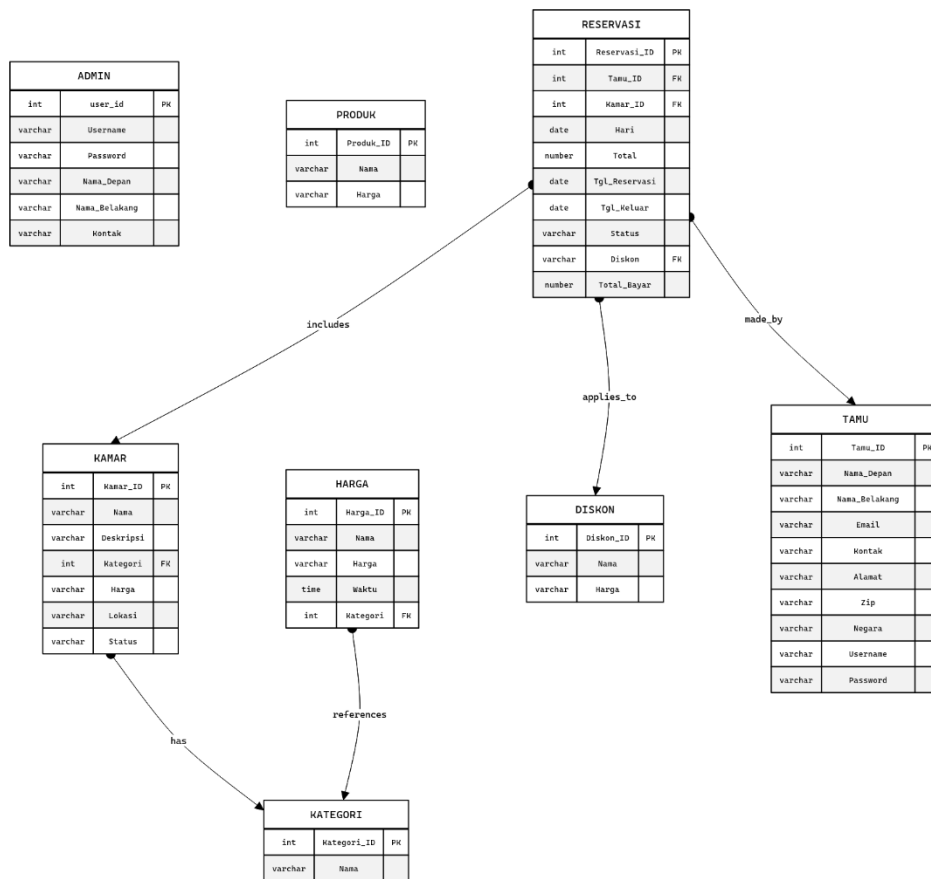 RESERVASI
int Reservasi_ID PK
int Tamu_ID FK
int Kamar_ID FK
date Hari
number Total
date Tgl_Reservasi
date Tgl_Keluar
varchar Status
varchar Diskon FK
number Total_Bayar
ADMIN
int user_id PK
varchar Username
varchar Password
varchar Nama_Depan
varchar Nama_Belakang
varchar Kontak
PRODUK
int Produk_ID PK
varchar Nama
varchar Harga
includes
applies_to
made_by
KAMAR
int Kamar_ID PK
varchar Nama
varchar Deskripsi
int Kategori FK
varchar Harga
varchar Lokasi
varchar Status
HARGA
int Harga_ID PK
varchar Nama
varchar Harga
time Waktu
int Kategori FK
DISKON
int Diskon_ID PK
varchar Nama
varchar Harga
TAMU
int Tamu_ID PK
varchar Nama_Depan
varchar Nama_Belakang
varchar Email
varchar Kontak
varchar Alamat
varchar Zip
varchar Negara
varchar Username
varchar Password
has
references
KATEGORI
int Kategori_ID PK
varchar Nama